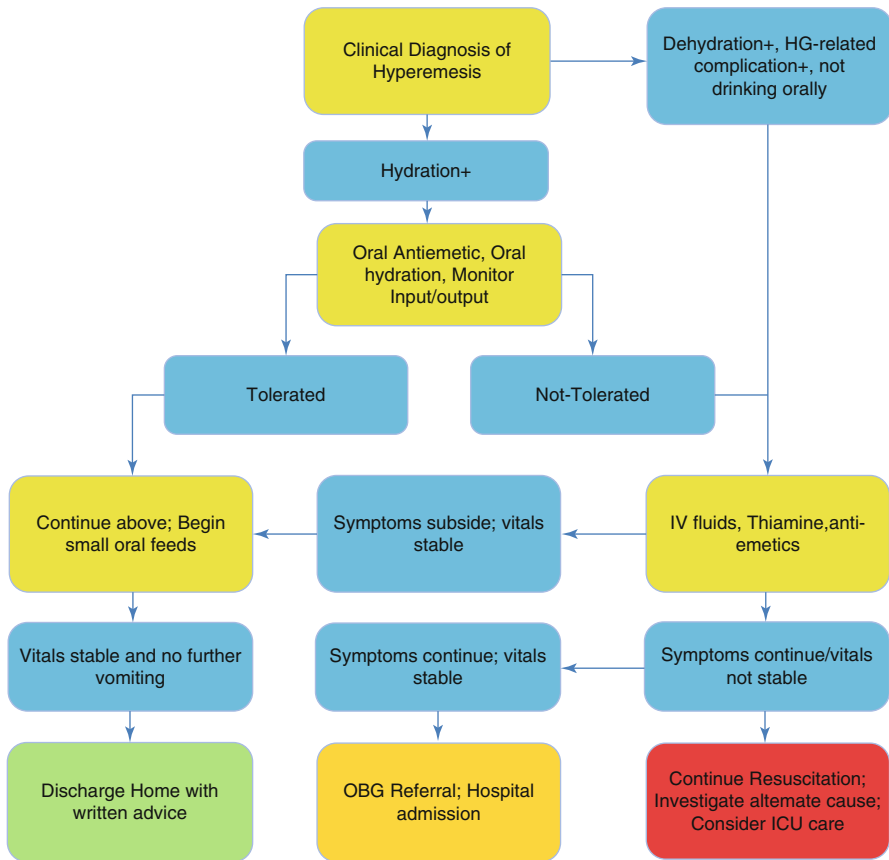 Clinical Diagnosis of
Hyperemesis
Dehydration+, HG-related
complication+, not
drinking orally
Hydration+
Oral Antiemetic, Oral
hydration, Monitor
Input/output
Tolerated
Not-Tolerated
Continue above; Begin
small oral feeds
Symptoms subside; vitals
stable
IV fluids, Thiamine,anti-
emetics
Vitals stable and no further
vomiting
Symptoms continue; vitals
stable
Symptoms continue/vitals
not stable
Discharge Home with
written advice
OBG Referral; Hospital
admission
Continue Resuscitation;
Investigate alternate cause;
Consider ICU care